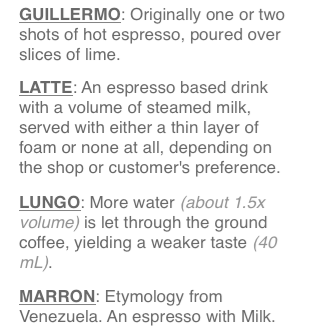 GUILLERMO: Originally one or two
shots of hot espresso, poured over
slices of lime.
LATTE: An espresso based drink
with a volume of steamed milk,
served with either a thin layer of
foam or none at all, depending on
the shop or customer's preference.
LUNGO: More water (about 1.5x
volume) is let through the ground
coffee, yielding a weaker taste (40
mL).
MARRON: Etymology from
Venezuela. An espresso with Milk.